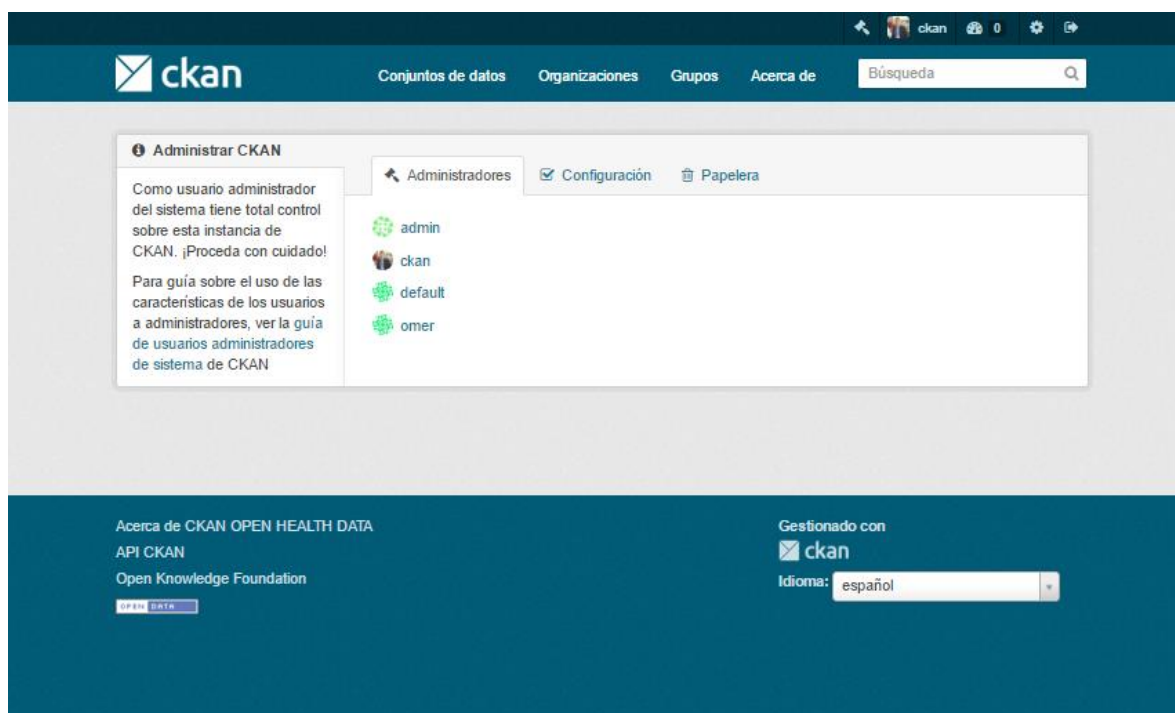 ckan 0
ckan
Conjuntos de datos Organizaciones Grupos Acerca de Búsqueda
Administrar CKAN
Como usuario administrador
del sistema tiene total control
sobre esta instancia de
CKAN. ¡Proceda con cuidado!
Para guía sobre el uso de las
características de los usuarios
a administradores, ver la guía
de usuarios administradores
de sistema de CKAN
Administradores Configuración Papelera
admin
ckan
default
omer
Acerca de CKAN OPEN HEALTH DATA
API CKAN
Open Knowledge Foundation
OPEN DATA
Gestionado con
ckan
Idioma: español